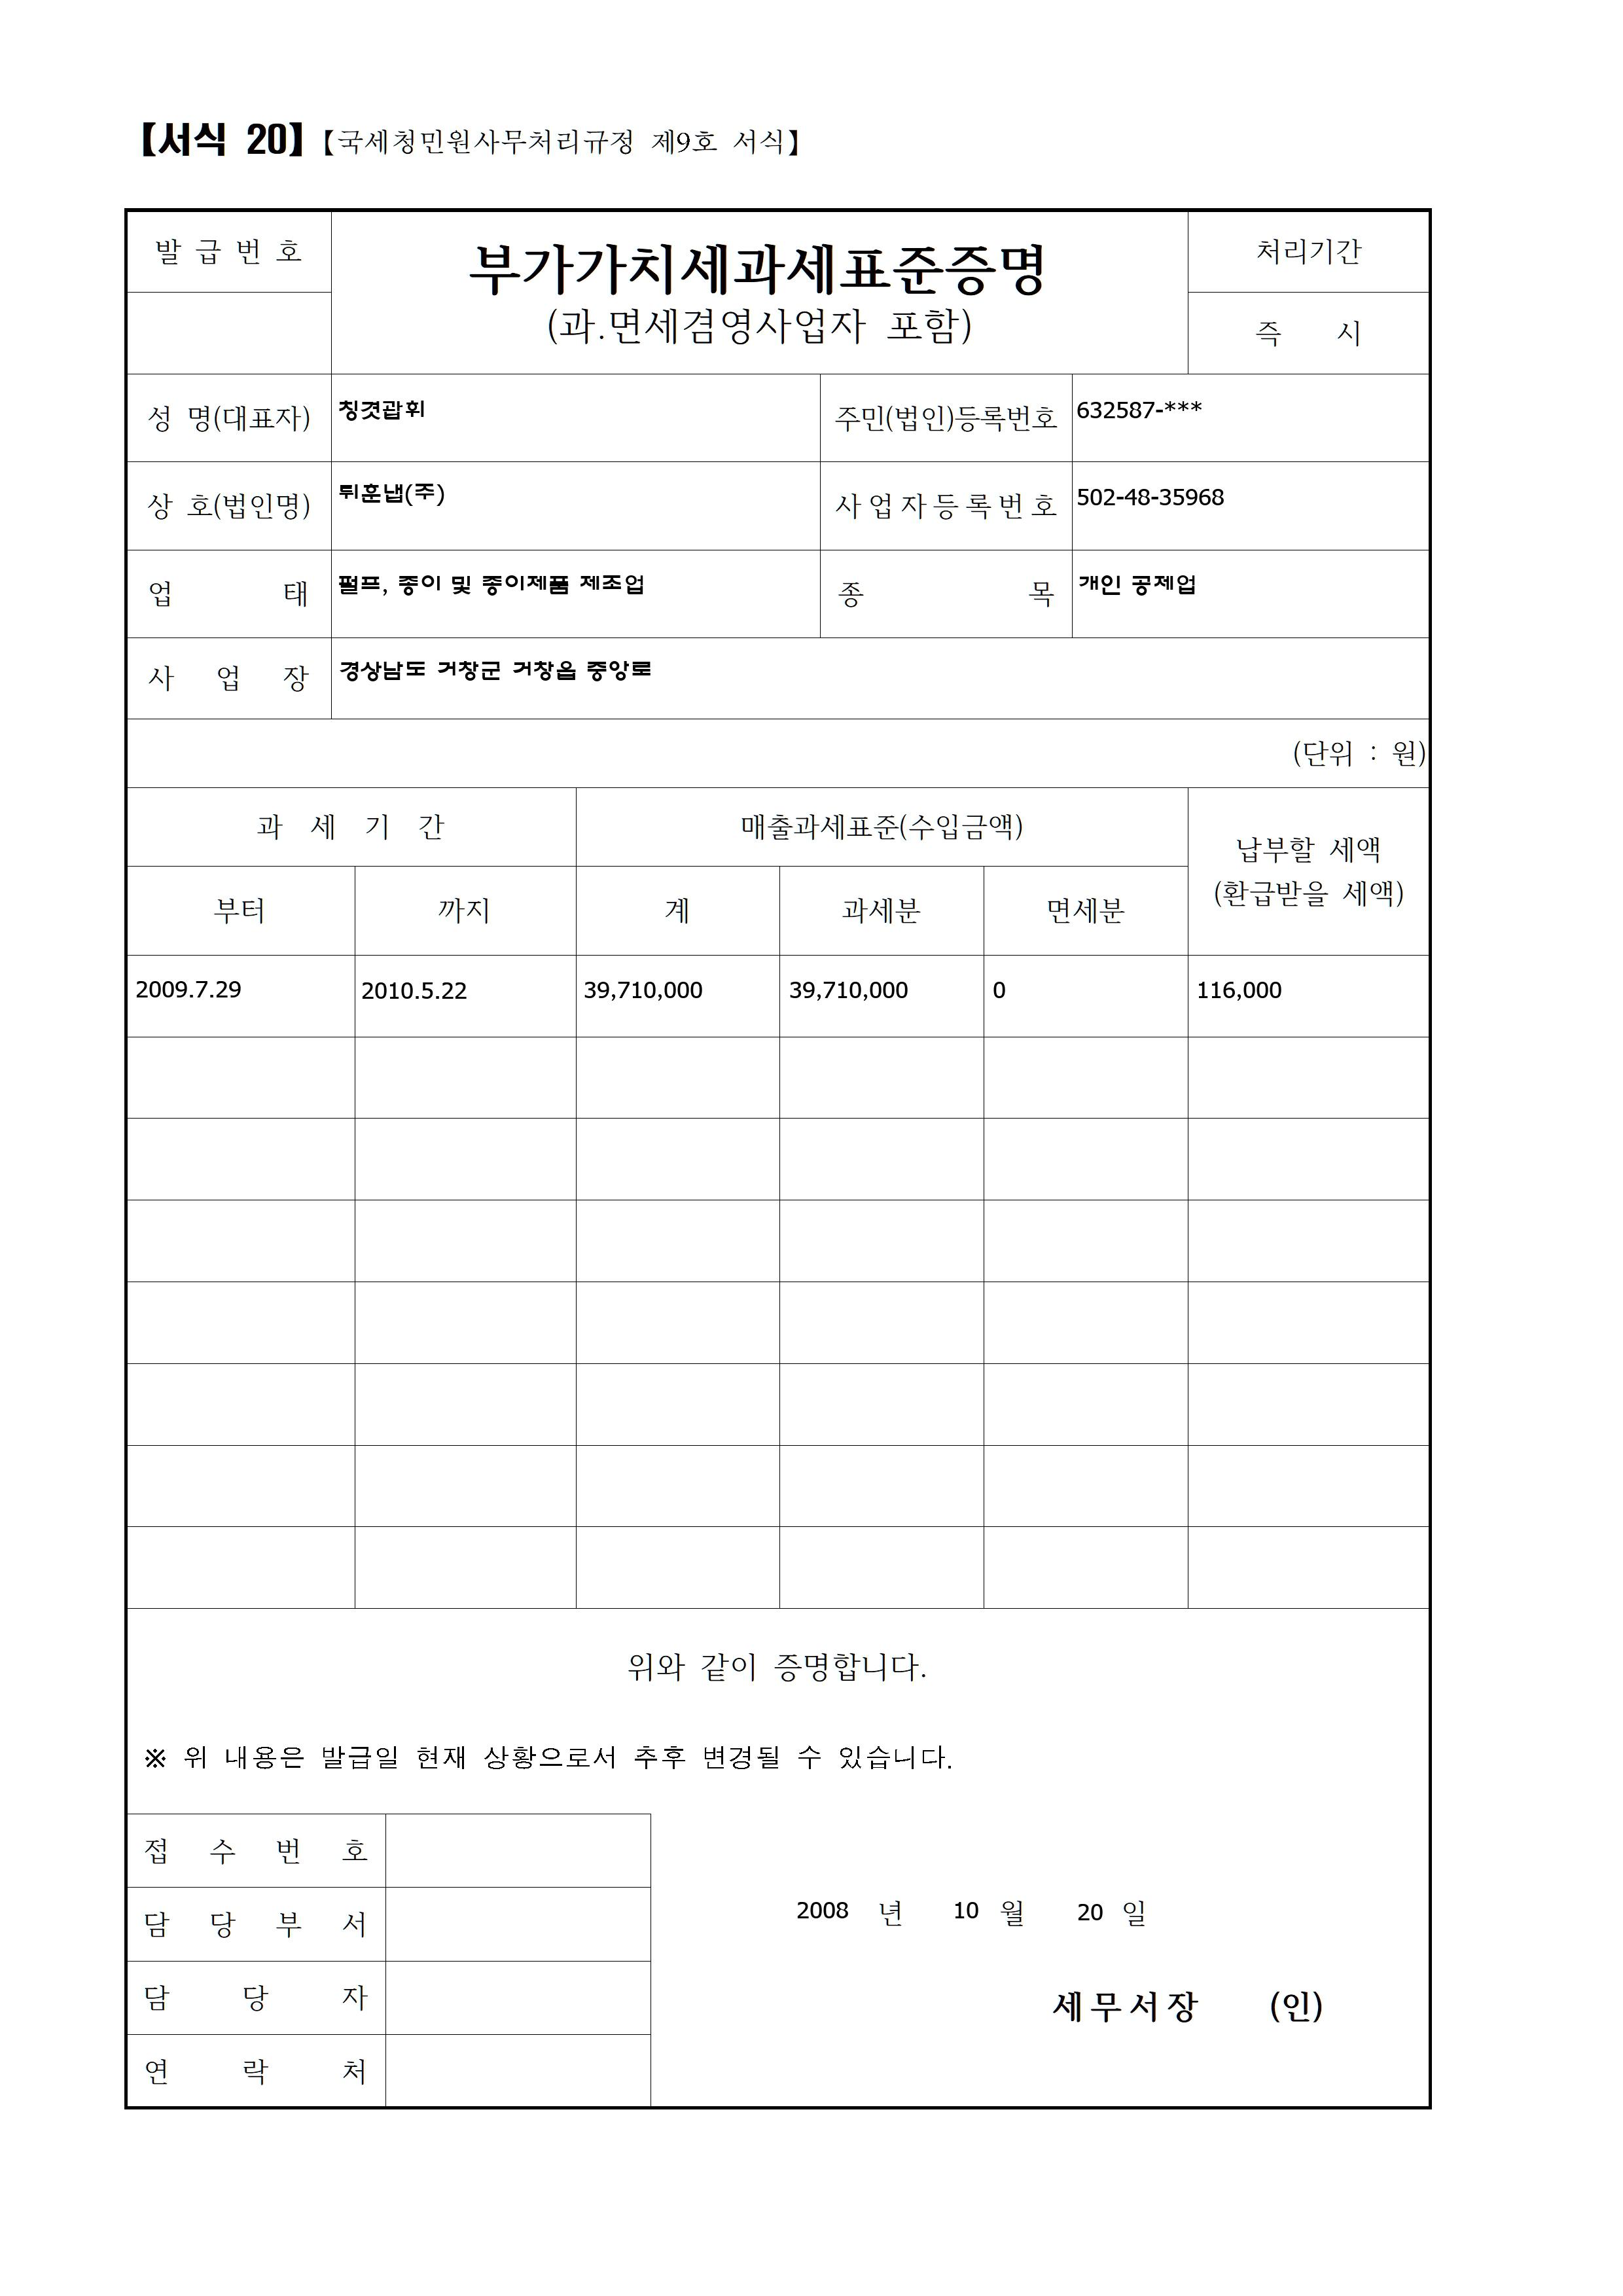 【서식 20】【국세청민원사무처리규정 제9호 서식】
발 급 번 호
부가가치세과세표준증명
(과.면세겸영사업자 포함)
처리기간
즉 시
성 명(대표자) 칭겻괍휘 주민(법인)등록번호 632587-***
상 호(법인명) 뒤훈냅(주) 사업자등록번호 502-48-35968
업 태 펄프, 종이 및 종이제품 제조업 종 목 개인 공제업
사 업 장 경상남도 거창군 거창읍 중앙로
(단위 : 원)
과 세 기 간 매출과세표준(수입금액) 납부할 세액
(환급받을 세액)
부터 까지 계 과세분 면세분
2009.7.29 2010.5.22 39,710,000 39,710,000 0 116,000
위와 같이 증명합니다.
※ 위 내용은 발급일 현재 상황으로서 추후 변경될 수 있습니다.
접 수 번 호
담 당 부 서
담 당 자
연 락 처
2008 년 10 월 20 일
세무서장 (인)